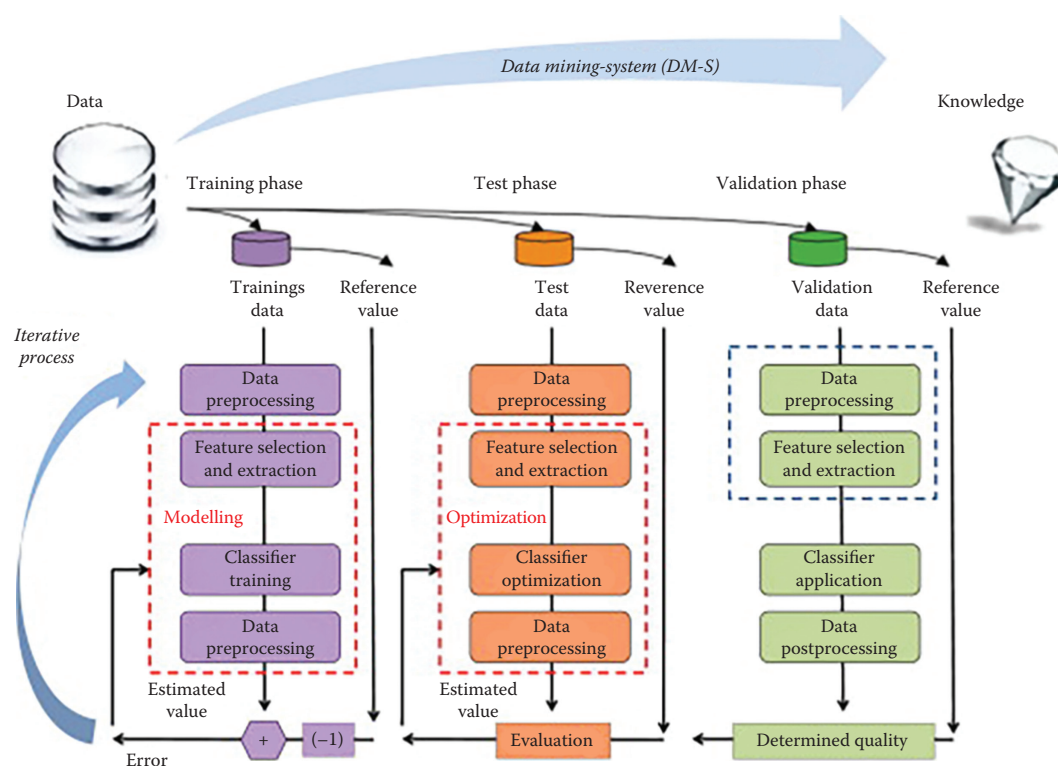 Data mining-system (DM-S)
Data
Knowledge
Training phase
Test phase
Validation phase
Trainings
data
Reference
value
Test
data
Reverence
value
Validation
data
Reference
value
Iterative
process
Data
preprocessing
Feature selection
and extraction
Modelling
Classifier
training
Data
preprocessing
Estimated
value
+
(–1)
Error
Data
preprocessing
Feature selection
and extraction
Optimization
Classifier
optimization
Data
preprocessing
Estimated
value
Evaluation
Data
preprocessing
Feature selection
and extraction
Classifier
application
Data
postprocessing
Determined quality